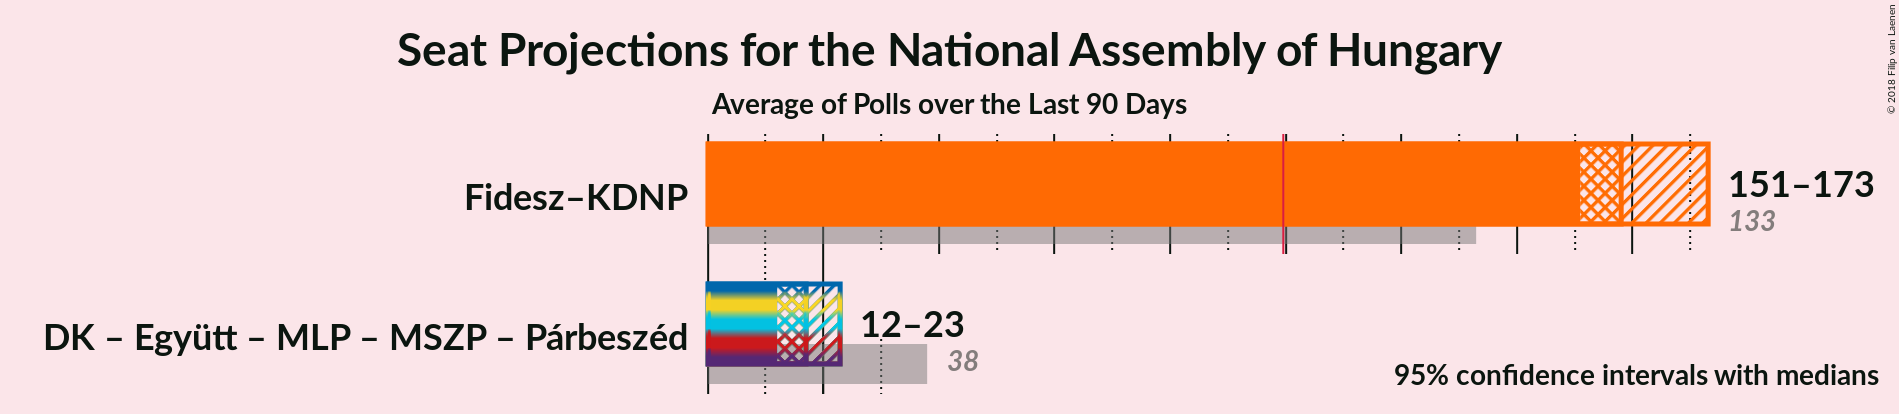 Seat Projections for the National Assembly of Hungary
Average of Polls over the Last 90 Days
Fidesz–KDNP
151–173
133
DK – Együtt – MLP – MSZP – Párbeszéd
12–23
38
95% confidence intervals with medians
© 2018 Filip van Laenen